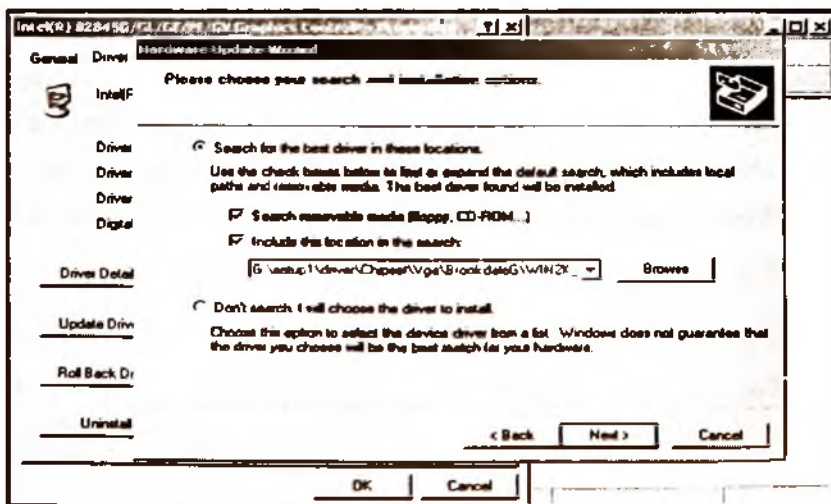 Intel(R) 82845G/GL/GE/PE/GV Graphics Controller
Hardware Update Wizard
General Driver
Please choose your search and installation options.
Intel(R
Search for the best driver in these locations.
Use the check boxes below to limit or expand the default search, which includes local
paths and removable media. The best driver found will be installed.
Driver
Driver
Driver
Digital
Search removable media (floppy, CD-ROM...)
Include this location in the search:
G:\setup1\driver\Chipset\Vga\BrookdaleG\WIN2K_
Browse
Don't search. I will choose the driver to install.
Choose this option to select the device driver from a list. Windows does not guarantee that
the driver you choose will be the best match for your hardware.
Driver Detail
Update Driv
Roll Back Dr
Uninstall
< Back Next > Cancel
OK Cancel